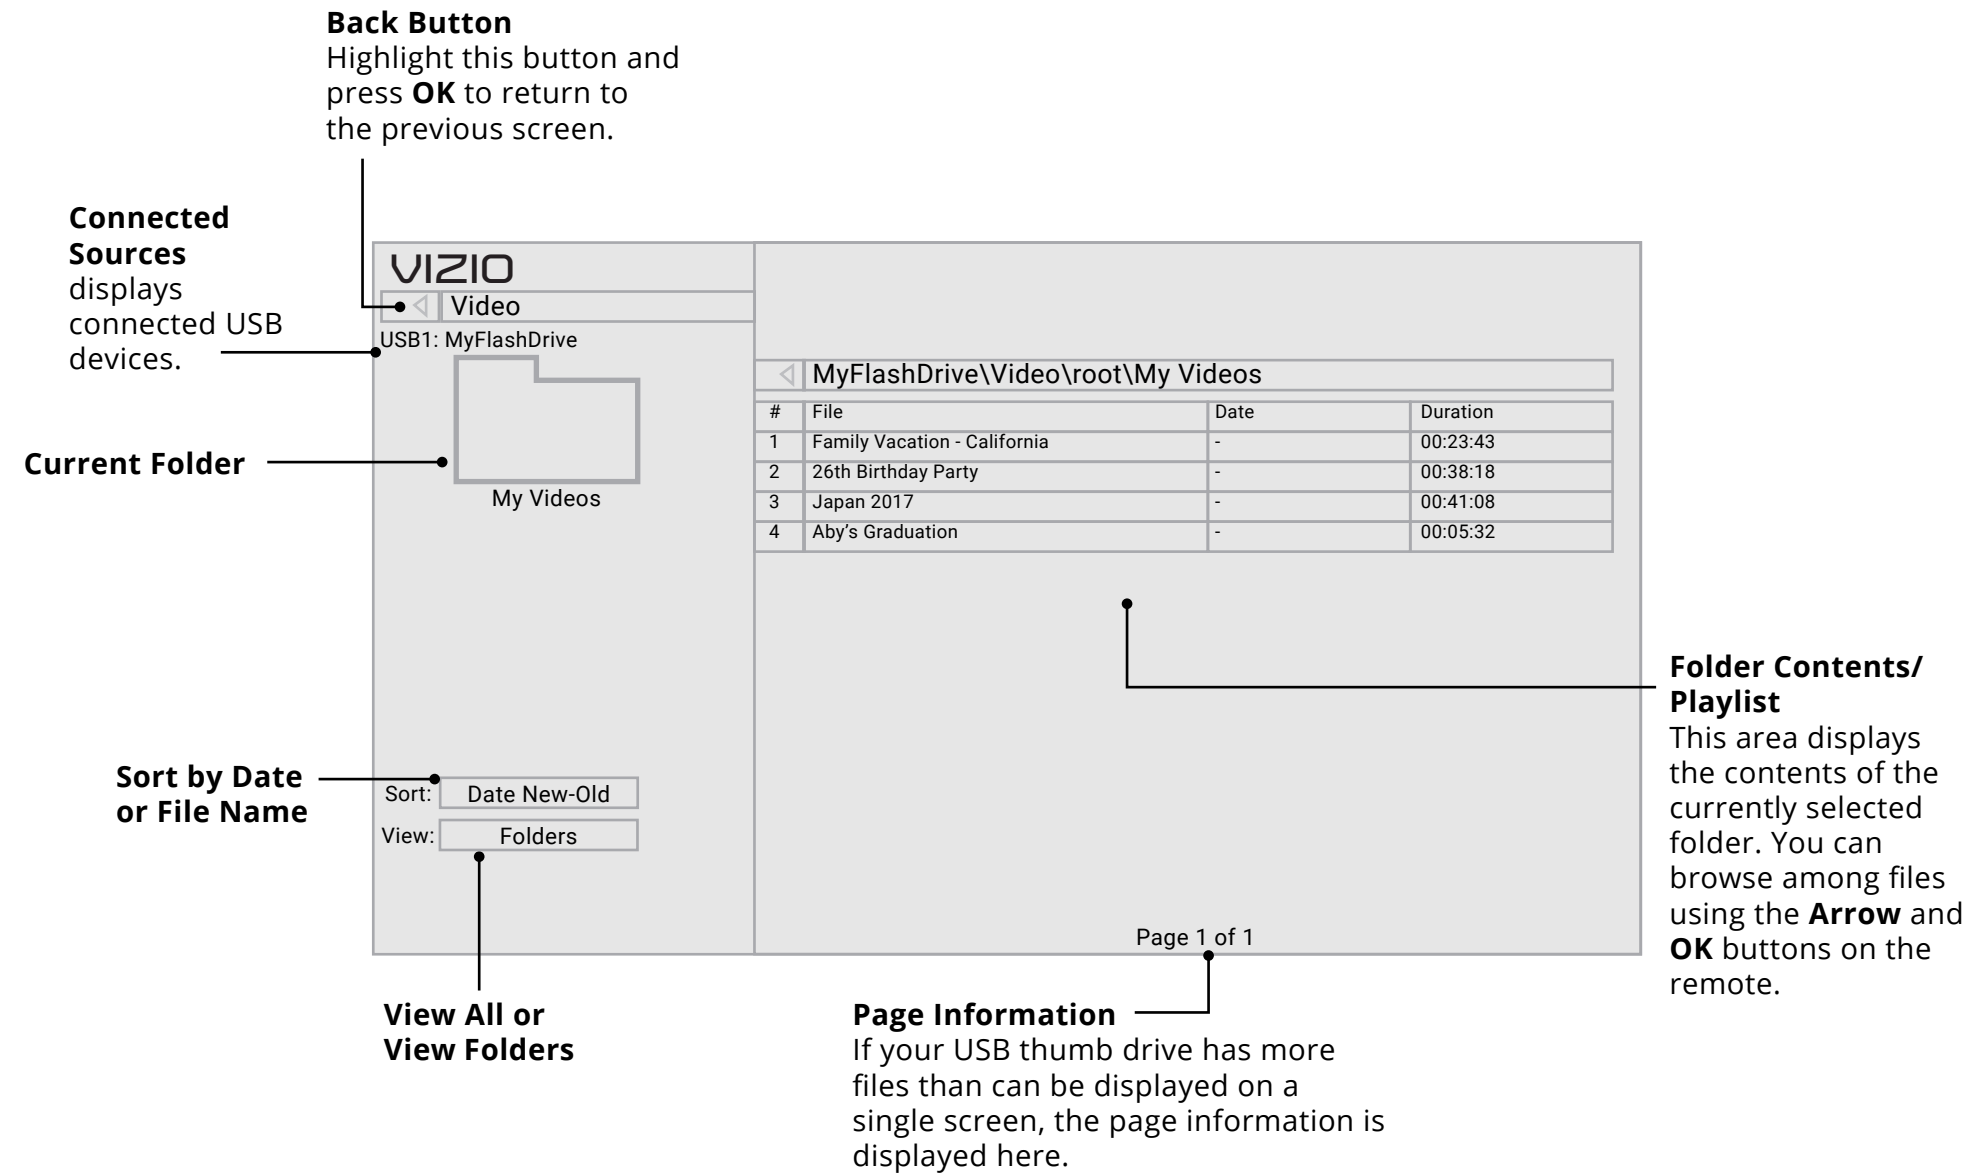 Back Button
Highlight this button and
press OK to return to
the previous screen.
Connected
Sources
displays
connected USB
devices.
Current Folder
Sort by Date
or File Name
VIZIO
Video
USB1: MyFlashDrive
My Videos
Sort: Date New-Old
View: Folders
MyFlashDrive\Video\root\My Videos
# File Date Duration
1 Family Vacation - California - 00:23:43
2 26th Birthday Party - 00:38:18
3 Japan 2017 - 00:41:08
4 Aby’s Graduation - 00:05:32
Page 1 of 1
Folder Contents/
Playlist
This area displays
the contents of the
currently selected
folder. You can
browse among files
using the Arrow and
OK buttons on the
remote.
View All or
View Folders
Page Information
If your USB thumb drive has more
files than can be displayed on a
single screen, the page information is
displayed here.